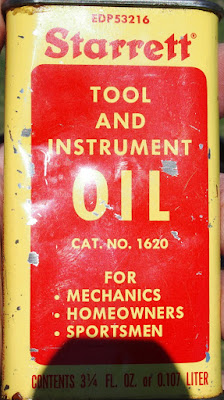 EDP53216
Starrett®
TOOL
AND
INSTRUMENT
OIL
CAT. NO. 1620
FOR
• MECHANICS
• HOMEOWNERS
• SPORTSMEN
CONTENTS 3¼ FL. OZ. or 0.107 LITER